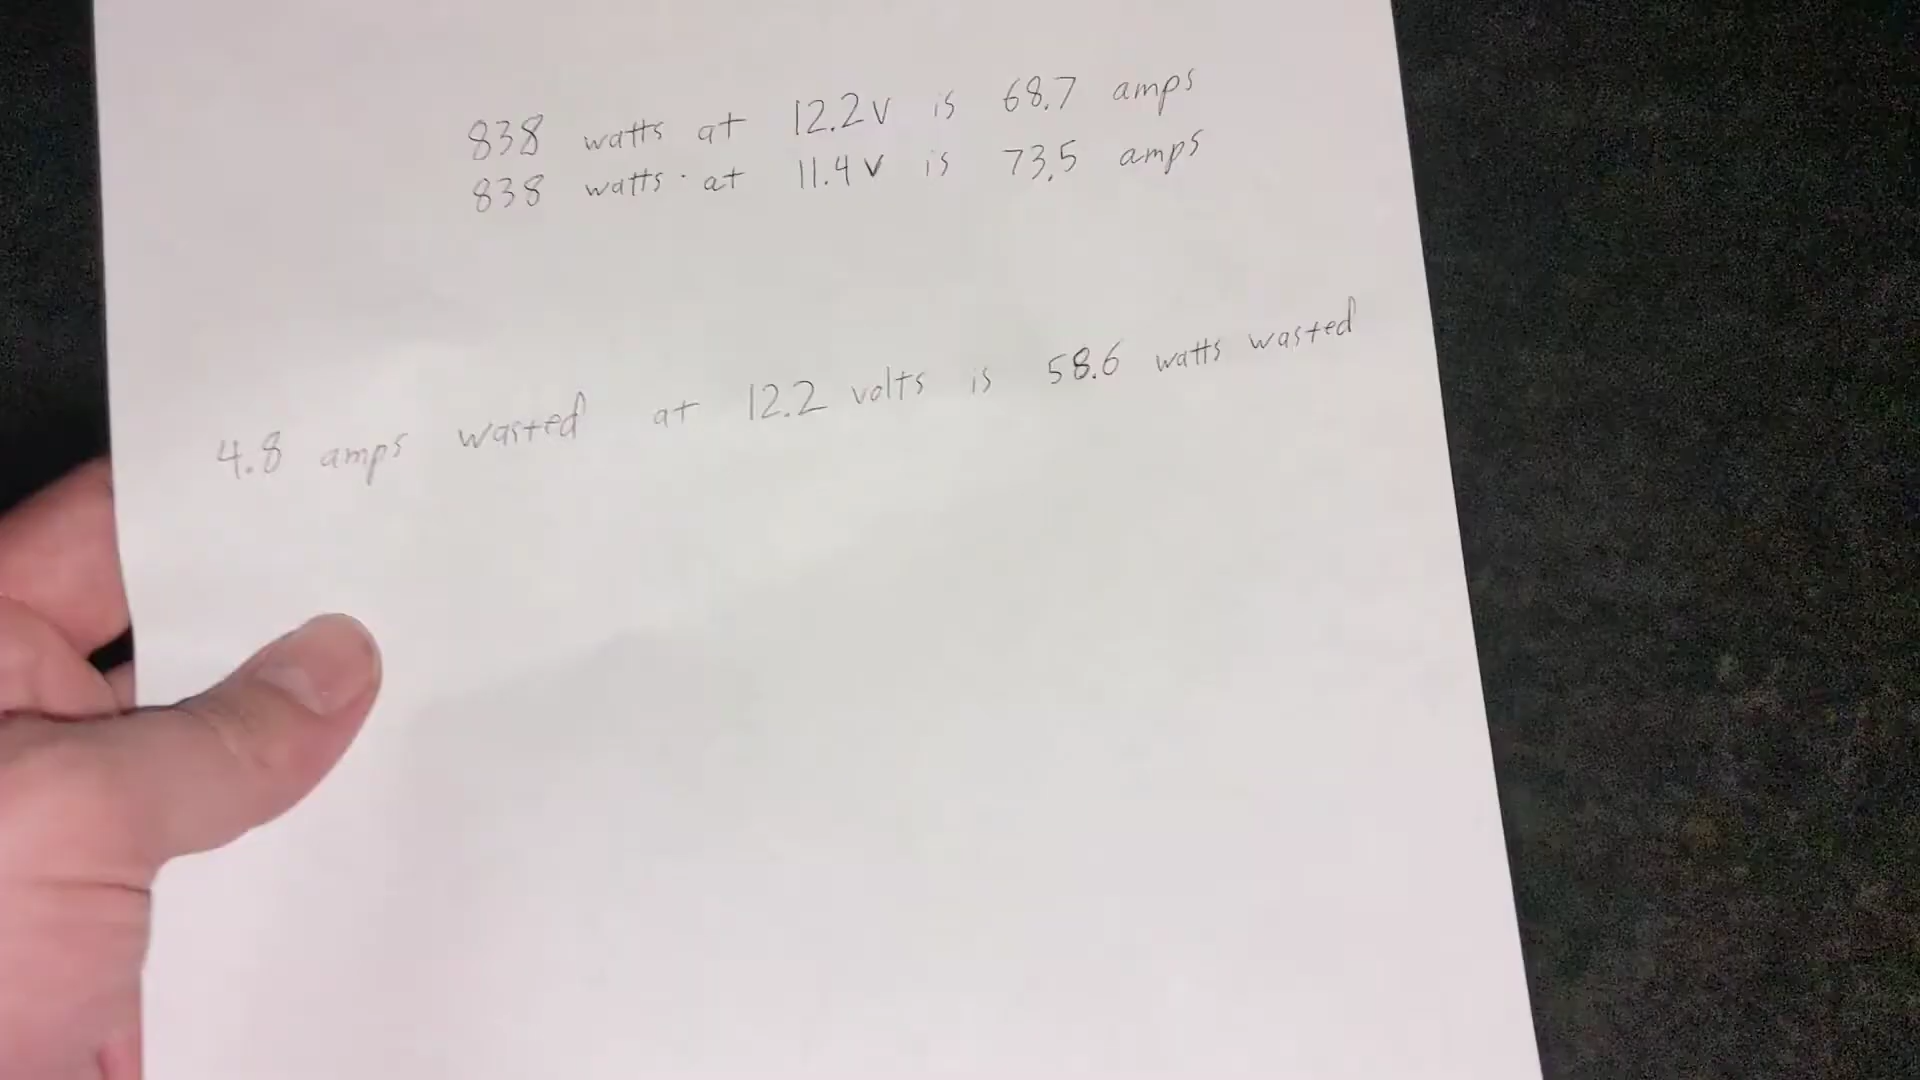 838 watts at 12.2v is 68.7 amps
838 watts at 11.4v is 73.5 amps
4.8 amps wasted at 12.2 volts is 58.6 watts wasted